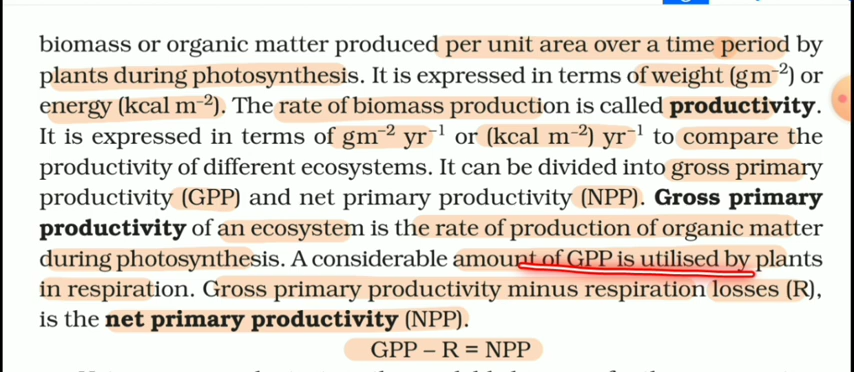 biomass or organic matter produced per unit area over a time period by
plants during photosynthesis. It is expressed in terms of weight (gm⁻²) or
energy (kcal m⁻²). The rate of biomass production is called productivity.
It is expressed in terms of gm⁻² yr⁻¹ or (kcal m⁻²) yr⁻¹ to compare the
productivity of different ecosystems. It can be divided into gross primary
productivity (GPP) and net primary productivity (NPP). Gross primary
productivity of an ecosystem is the rate of production of organic matter
during photosynthesis. A considerable amount of GPP is utilised by plants
in respiration. Gross primary productivity minus respiration losses (R),
is the net primary productivity (NPP).
GPP – R = NPP